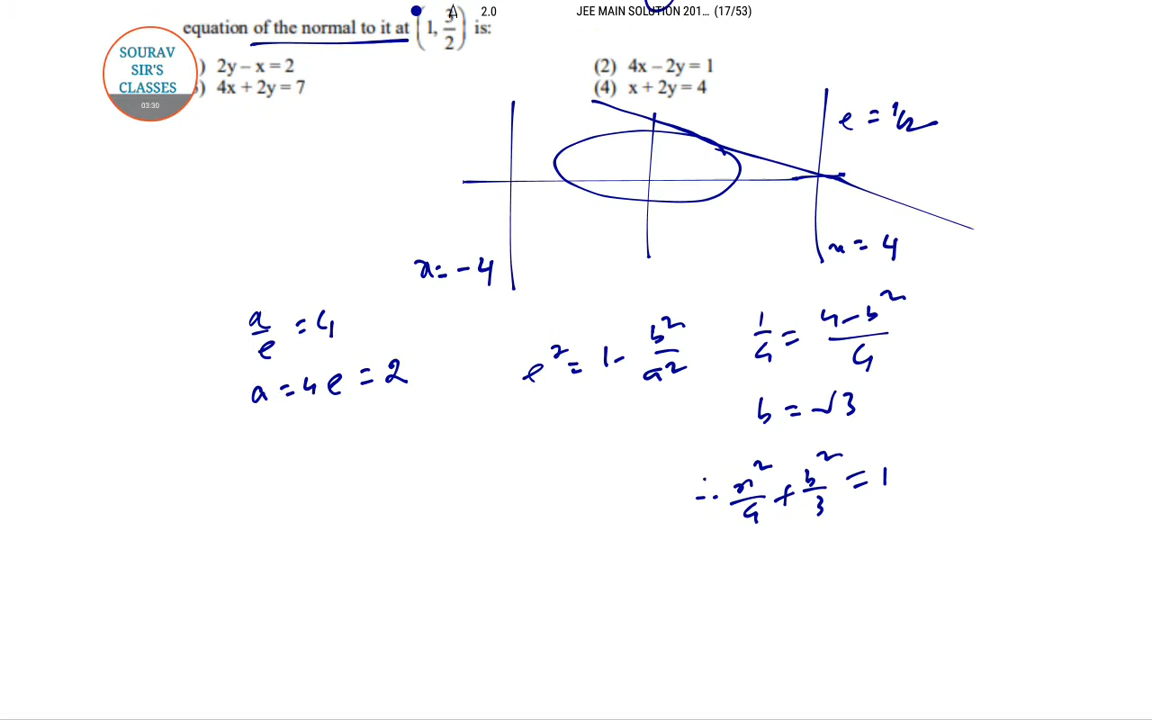 2.0
JEE MAIN SOLUTION 201... (17/53)
equation of the normal to it at (1, 3/2) is:
SOURAV
SIR'S
CLASSES
03:30
) 2y – x = 2
(2) 4x – 2y = 1
) 4x + 2y = 7
(4) x + 2y = 4
e = 1/2
x = -4
x = 4
a/e = 4
a = 4e = 2
e² = 1 - b²/a²
1/4 = (4-b²)/4
b = √3
∴ x²/4 + b²/3 = 1